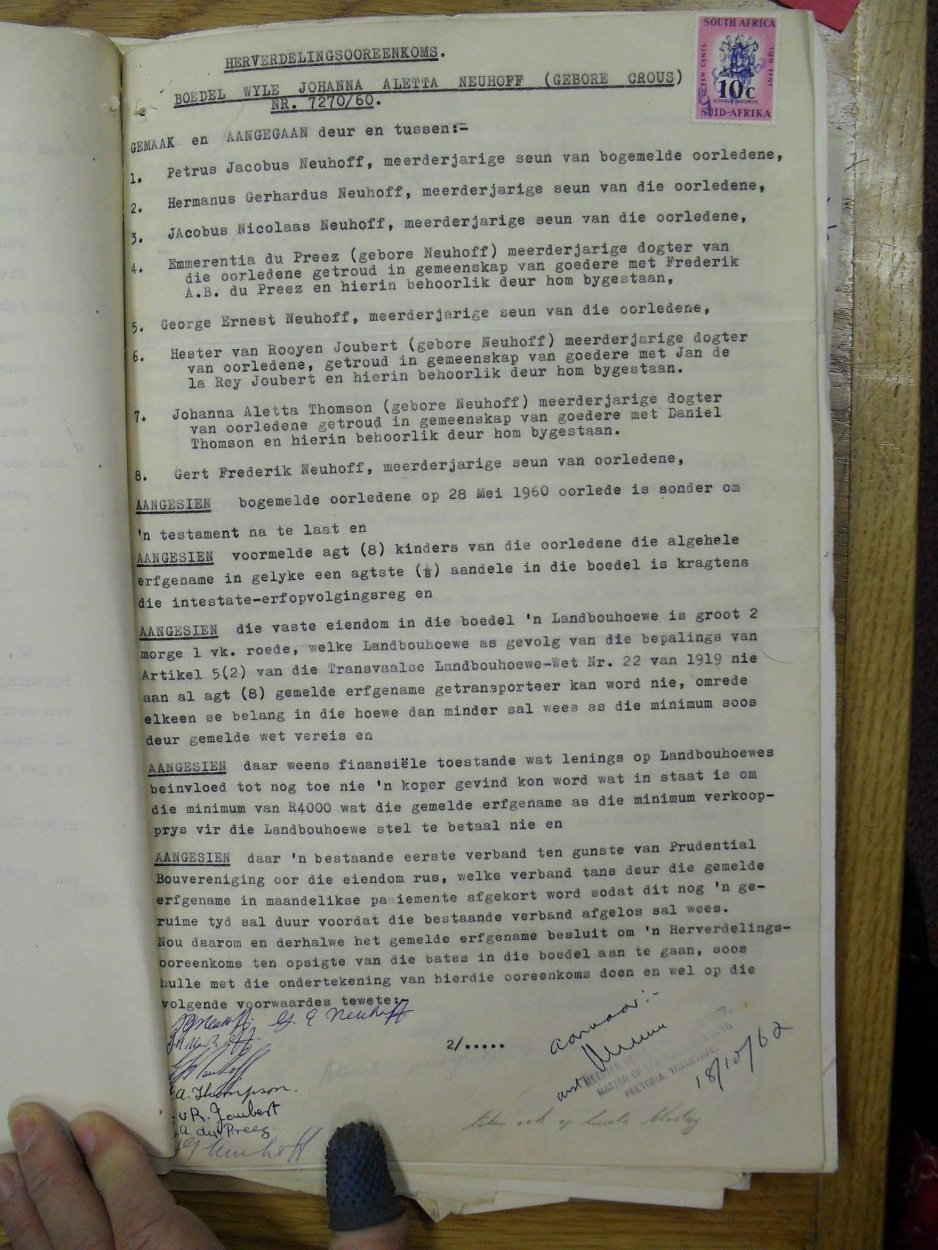 HERVERDELINGSOOREENKOMS.
BOEDEL WYLE JOHANNA ALETTA NEUHOFF (GEBORE CROUS)
NR. 7270/60.
SOUTH AFRICA
TEN CENTS
TIEN SENT
10c
REVENUE INKOMSTE
SUID-AFRIKA
GEMAAK en AANGEGAAN deur en tussen:-
1. Petrus Jacobus Neuhoff, meerderjarige seun van bogemelde oorledene,
2. Hermanus Gerhardus Neuhoff, meerderjarige seun van die oorledene,
3. JAcobus Nicolaas Neuhoff, meerderjarige seun van die oorledene,
4. Emmerentia du Preez (gebore Neuhoff) meerderjarige dogter van
die oorledene getroud in gemeenskap van goedere met Frederik
A.B. du Preez en hierin behoorlik deur hom bygestaan,
5. George Ernest Neuhoff, meerderjarige seun van die oorledene,
6. Hester van Rooyen Joubert (gebore Neuhoff) meerderjarige dogter
van oorledene, getroud in gemeenskap van goedere met Jan de
la Rey Joubert en hierin behoorlik deur hom bygestaan.
7. Johanna Aletta Thomson (gebore Neuhoff) meerderjarige dogter
van oorledene getroud in gemeenskap van goedere met Daniel
Thomson en hierin behoorlik deur hom bygestaan.
8. Gert Frederik Neuhoff, meerderjarige seun van oorledene,
AANGESIEN bogemelde oorledene op 28 Mei 1960 oorlede is sonder om
'n testament na te laat en
AANGESIEN voormelde agt (8) kinders van die oorledene die algehele
erfgename in gelyke een agtste (⅛) aandele in die boedel is kragtens
die intestate-erfopvolgingsreg en
AANGESIEN die vaste eiendom in die boedel 'n Landbouhoewe is groot 2
morge 1 vk. roede, welke Landbouhoewe as gevolg van die bepalings van
Artikel 5(2) van die Transvaalse Landbouhoewe-Wet Nr. 22 van 1919 nie
aan al agt (8) gemelde erfgename getransporteer kan word nie, omrede
elkeen se belang in die hoewe dan minder sal wees as die minimum soos
deur gemelde wet vereis en
AANGESIEN daar weens finansiële toestande wat lenings op Landbouhoewes
beinvloed tot nog toe nie 'n koper gevind kon word wat in staat is om
die minimum van R4000 wat die gemelde erfgename as die minimum verkoop-
prys vir die Landbouhoewe stel te betaal nie en
AANGESIEN daar 'n bestaande eerste verband ten gunste van Prudential
Bouvereniging oor die eiendom rus, welke verband tans deur die gemelde
erfgename in maandelikse paaiemente afgekort word sodat dit nog 'n ge-
ruime tyd sal duur voordat die bestaande verband afgelos sal wees.
Nou daarom en derhalwe het gemelde erfgename besluit om 'n Herverdelings-
ooreenkoms ten opsigte van die bates in die boedel aan te gaan, soos
hulle met die ondertekening van hierdie ooreenkoms doen en wel op die
volgende voorwaardes tewete:
G. E Neuhoff
Neuhoff
A. Thompson.
v R. Joubert
A du Preez
Neuhoff
2/.....
aanvaar:-
MASTER OF THE
PRETORIA, TRANSVAAL
18/10/62